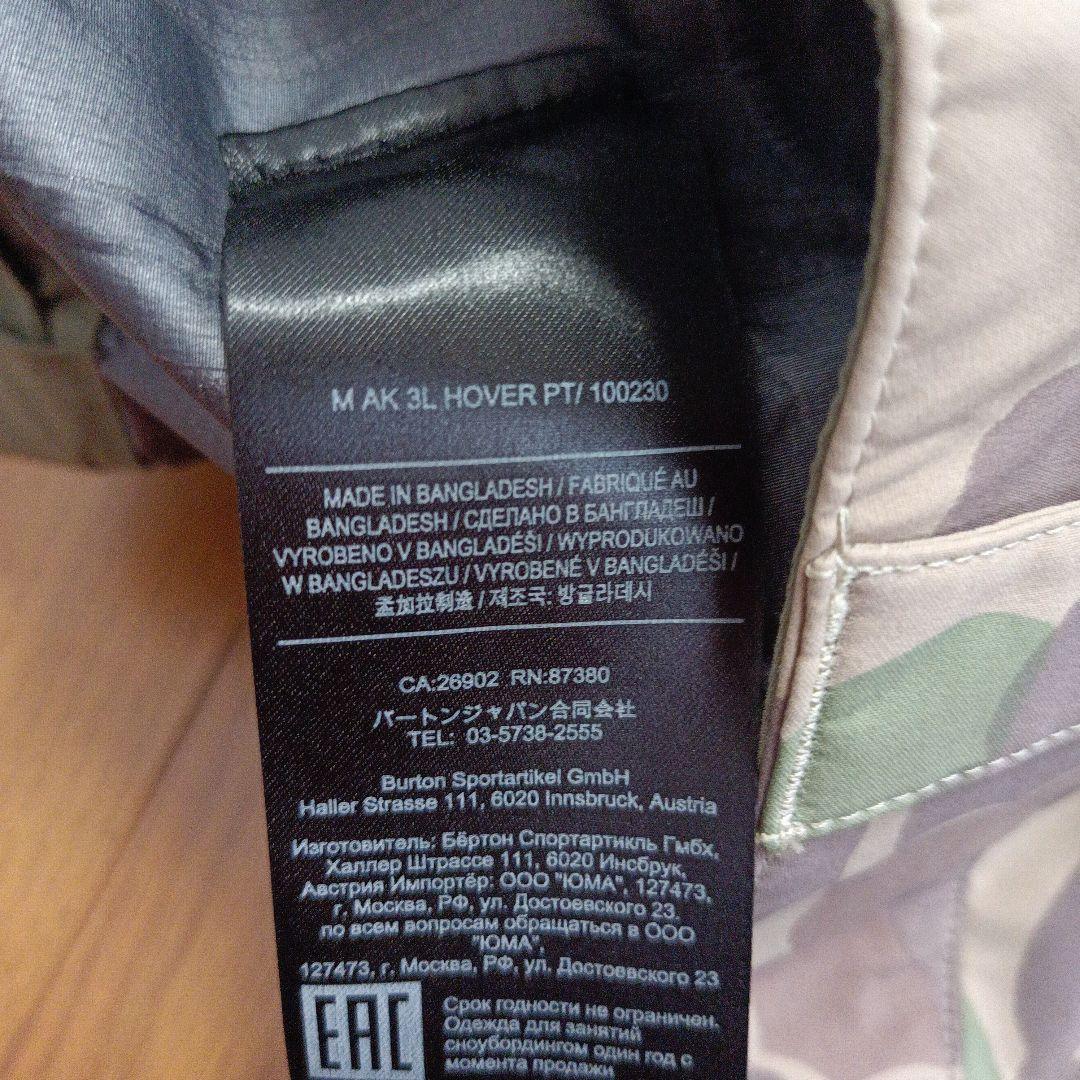 M AK 3L HOVER PT/ 100230
MADE IN BANGLADESH / FABRIQUÉ AU
BANGLADESH / СДЕЛАНО В БАНГЛАДЕШ /
VYROBENO V BANGLADÉŠI / WYPRODUKOWANO
W BANGLADESZU / VYROBENÉ V BANGLADÉŠI /
孟加拉制造 / 제조국: 방글라데시
CA:26902 RN:87380
バートンジャパン合同会社
TEL: 03-5738-2555
Burton Sportartikel GmbH
Haller Strasse 111, 6020 Innsbruck, Austria
Изготовитель: Бёртон Спортартикль Гмбх,
Халлер Штрассе 111, 6020 Инсбрук,
Австрия Импортёр: ООО "ЮМА", 127473,
г. Москва, РФ, ул. Достоевского 23.
по всем вопросам обращаться в ООО
"ЮМА",
127473, г. Москва, РФ, ул. Достоевского 23
EAC
Срок годности не ограничен.
Одежда для занятий
сноубордингом один год с
момента продажи